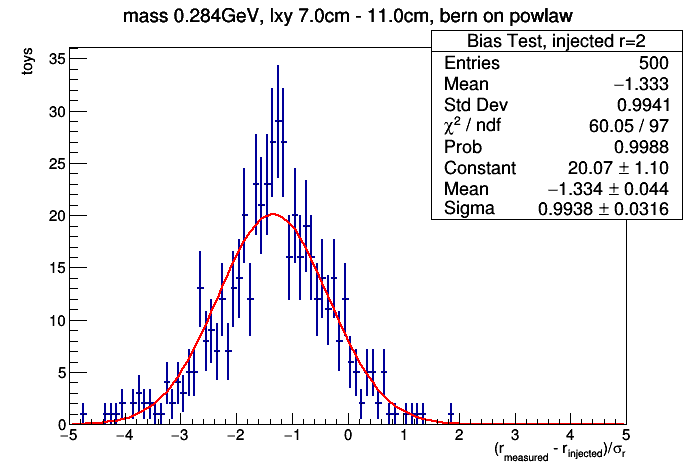 mass 0.284GeV, lxy 7.0cm - 11.0cm, bern on powlaw
Bias Test, injected r=2
Entries 500
Mean −1.333
Std Dev 0.9941
χ² / ndf 60.05 / 97
Prob 0.9988
Constant 20.07 ± 1.10
Mean −1.334 ± 0.044
Sigma 0.9938 ± 0.0316
toys
35
30
25
20
15
10
5
0
−5 −4 −3 −2 −1 0 1 2 3 4 5
(r_measured - r_injected)/σ_r